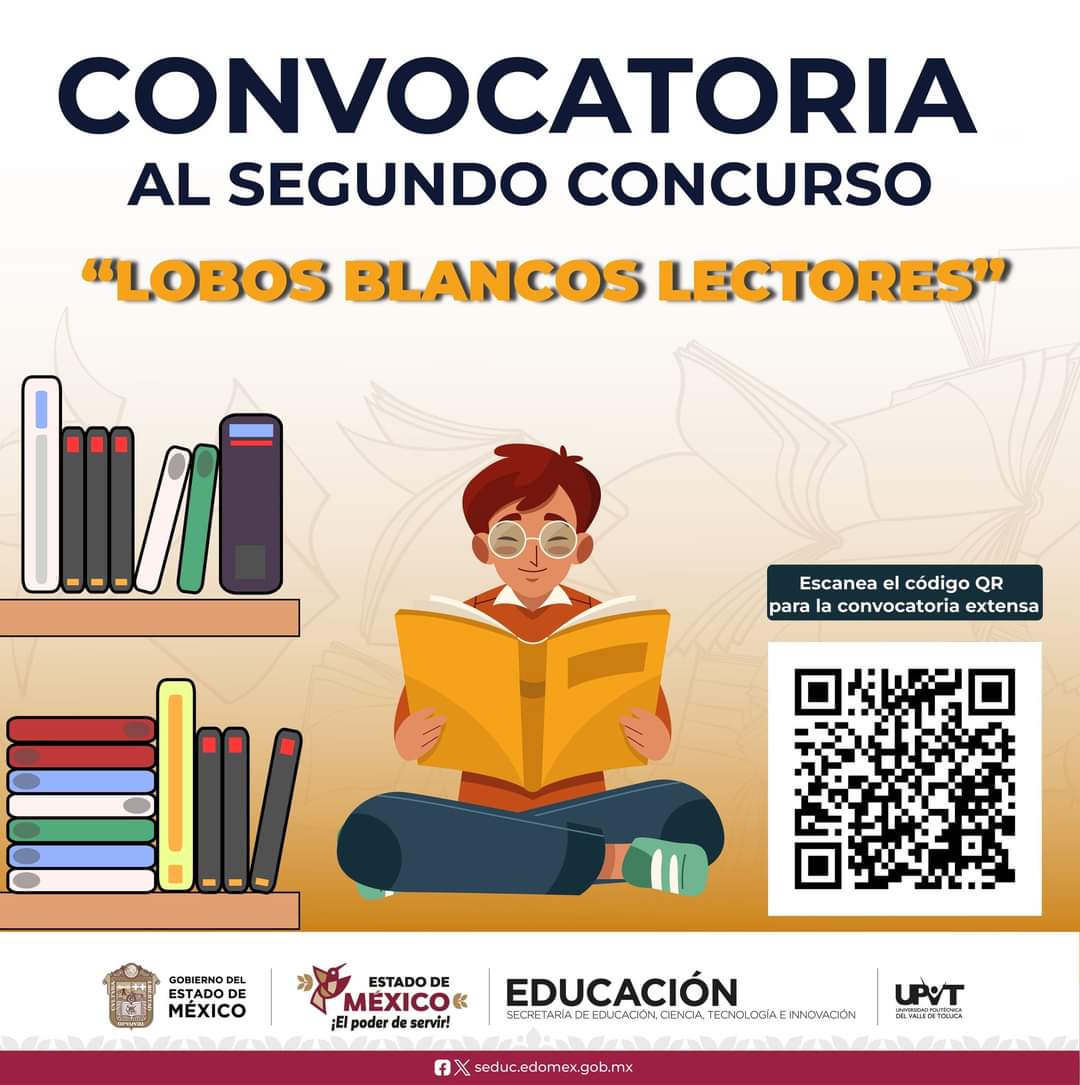 CONVOCATORIA
AL SEGUNDO CONCURSO
“LOBOS BLANCOS LECTORES”
Escanea el código QR
para la convocatoria extensa
GOBIERNO DEL
ESTADO DE
MÉXICO
ESTADO DE
MÉXICO
¡El poder de servir!
EDUCACIÓN
SECRETARÍA DE EDUCACIÓN, CIENCIA, TECNOLOGÍA E INNOVACIÓN
UPVT
UNIVERSIDAD POLITÉCNICA
DEL VALLE DE TOLUCA
seduc.edomex.gob.mx